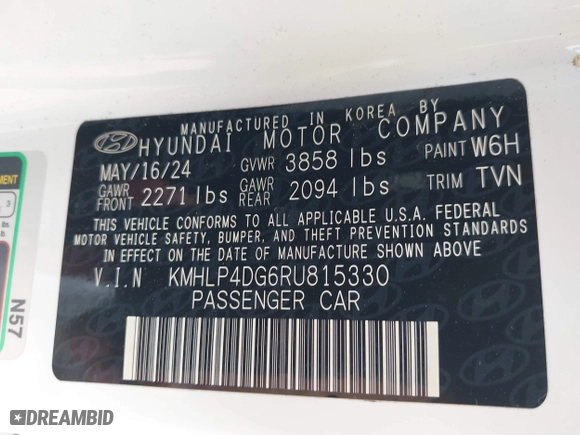 MANUFACTURED IN KOREA BY
HYUNDAI MOTOR COMPANY
MAY/16/24 GVWR 3858 lbs PAINT W6H
GAWR FRONT 2271 lbs GAWR REAR 2094 lbs TRIM TVN
THIS VEHICLE CONFORMS TO ALL APPLICABLE U.S.A. FEDERAL
MOTOR VEHICLE SAFETY, BUMPER, AND THEFT PREVENTION STANDARDS
IN EFFECT ON THE DATE OF MANUFACTURE SHOWN ABOVE.
V.I.N KMHLP4DG6RU815330
PASSENGER CAR
N57
3
lbs.
DREAMBID